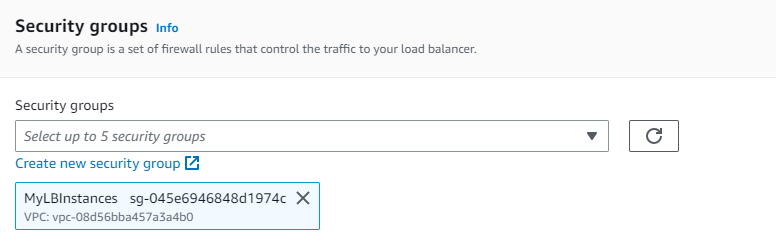 Security groups Info
A security group is a set of firewall rules that control the traffic to your load balancer.
Security groups
Select up to 5 security groups
Create new security group
MyLBInstances sg-045e6946848d1974c
VPC: vpc-08d56bba457a3a4b0